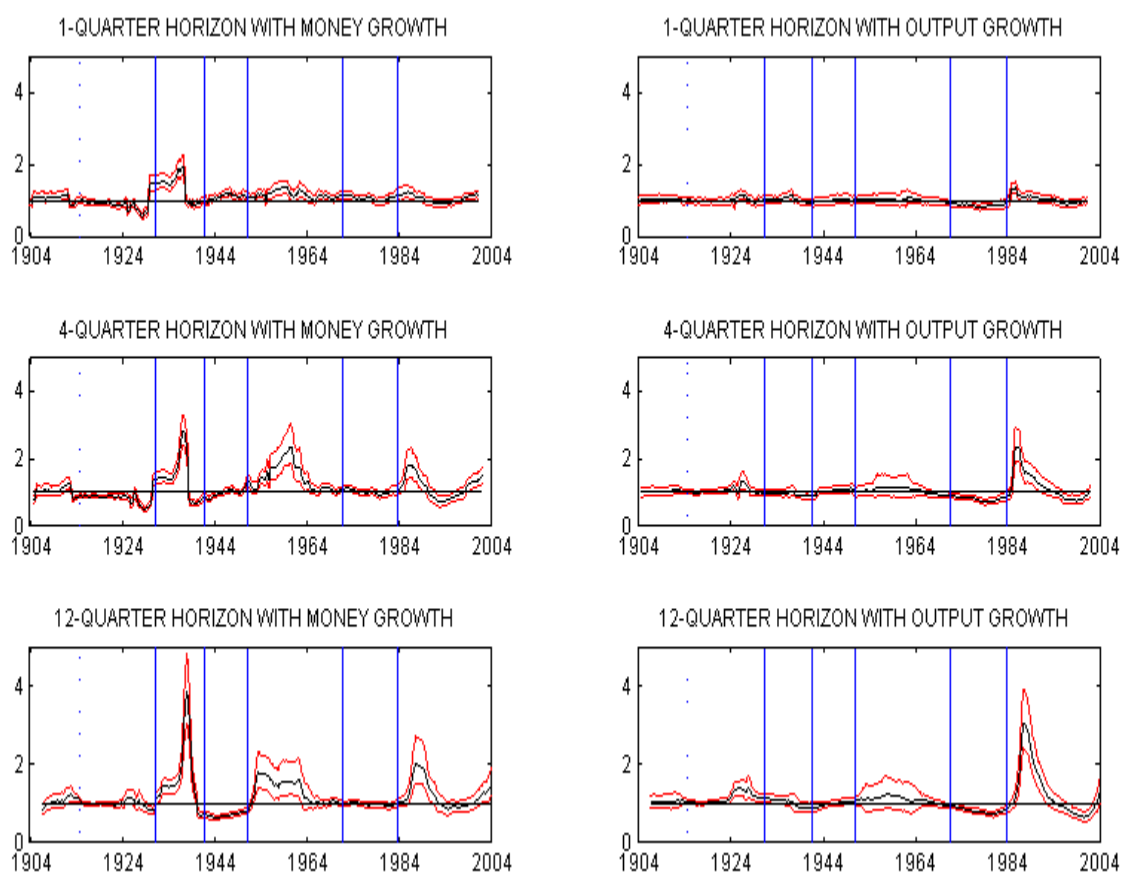 1-QUARTER HORIZON WITH MONEY GROWTH
4
2
0
1904 1924 1944 1964 1984 2004
1-QUARTER HORIZON WITH OUTPUT GROWTH
4
2
0
1904 1924 1944 1964 1984 2004
4-QUARTER HORIZON WITH MONEY GROWTH
4
2
0
1904 1924 1944 1964 1984 2004
4-QUARTER HORIZON WITH OUTPUT GROWTH
4
2
0
1904 1924 1944 1964 1984 2004
12-QUARTER HORIZON WITH MONEY GROWTH
4
2
0
1904 1924 1944 1964 1984 2004
12-QUARTER HORIZON WITH OUTPUT GROWTH
4
2
0
1904 1924 1944 1964 1984 2004